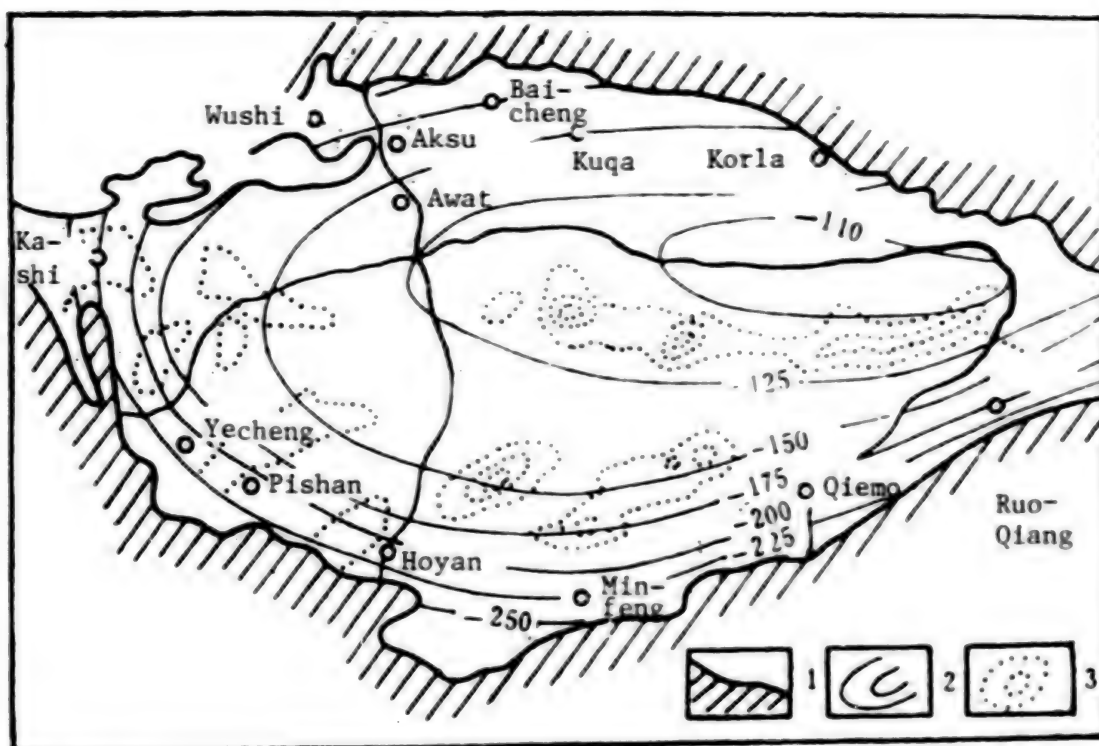 Wushi
Bai-
cheng
Aksu
Kuqa
Korla
Awat
-110
Ka-
shi
-125
Yecheng
-150
Pishan
-175
Qiemo
-200
Ruo-
Qiang
-225
Hoyan
Min-
feng
-250
1
2
3